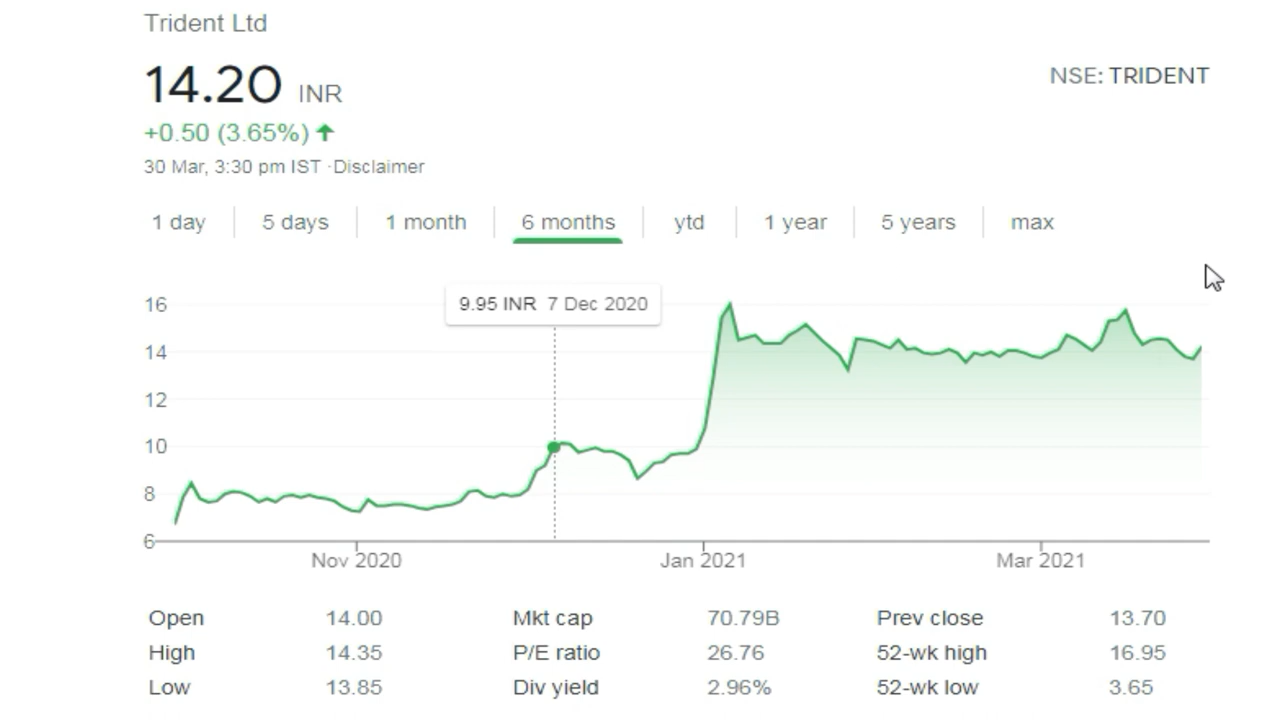 Trident Ltd
14.20 INR
NSE: TRIDENT
+0.50 (3.65%)
30 Mar, 3:30 pm IST ·Disclaimer
1 day 5 days 1 month 6 months ytd 1 year 5 years max
9.95 INR 7 Dec 2020
16
14
12
10
8
6
Nov 2020 Jan 2021 Mar 2021
Open 14.00 Mkt cap 70.79B Prev close 13.70
High 14.35 P/E ratio 26.76 52-wk high 16.95
Low 13.85 Div yield 2.96% 52-wk low 3.65